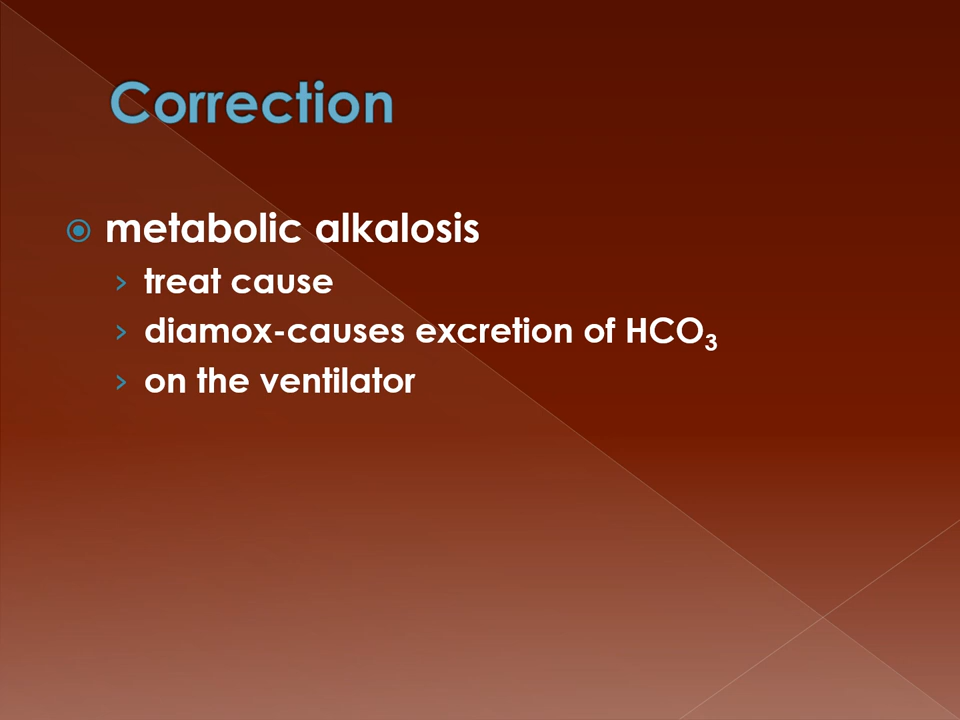 Correction
metabolic alkalosis
treat cause
diamox-causes excretion of HCO₃
on the ventilator